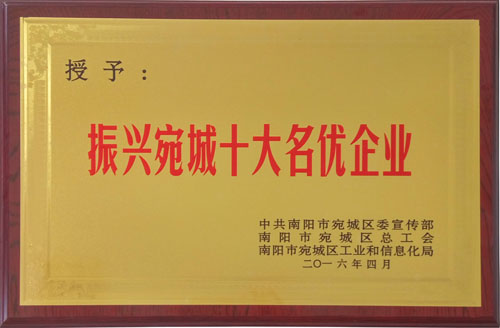 授予：
振兴宛城十大名优企业
中共南阳市宛城区委宣传部
南阳市宛城区总工会
南阳市宛城区工业和信息化局
二〇一六年四月